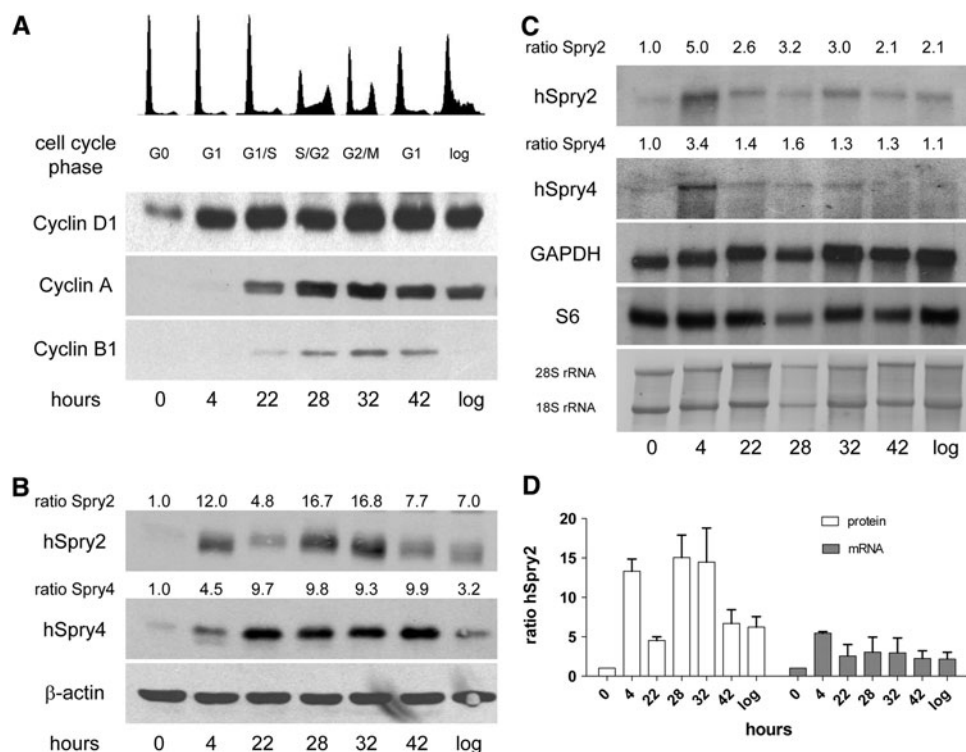 A
cell cycle
phase
G0 G1 G1/S S/G2 G2/M G1 log
Cyclin D1
Cyclin A
Cyclin B1
hours 0 4 22 28 32 42 log
B
ratio Spry2 1.0 12.0 4.8 16.7 16.8 7.7 7.0
hSpry2
ratio Spry4 1.0 4.5 9.7 9.8 9.3 9.9 3.2
hSpry4
β-actin
hours 0 4 22 28 32 42 log
C
ratio Spry2 1.0 5.0 2.6 3.2 3.0 2.1 2.1
hSpry2
ratio Spry4 1.0 3.4 1.4 1.6 1.3 1.3 1.1
hSpry4
GAPDH
S6
28S rRNA
18S rRNA
0 4 22 28 32 42 log
D
ratio hSpry2
20
15
10
5
0
protein
mRNA
0 4 22 28 32 42 log 0 4 22 28 32 42 log
hours